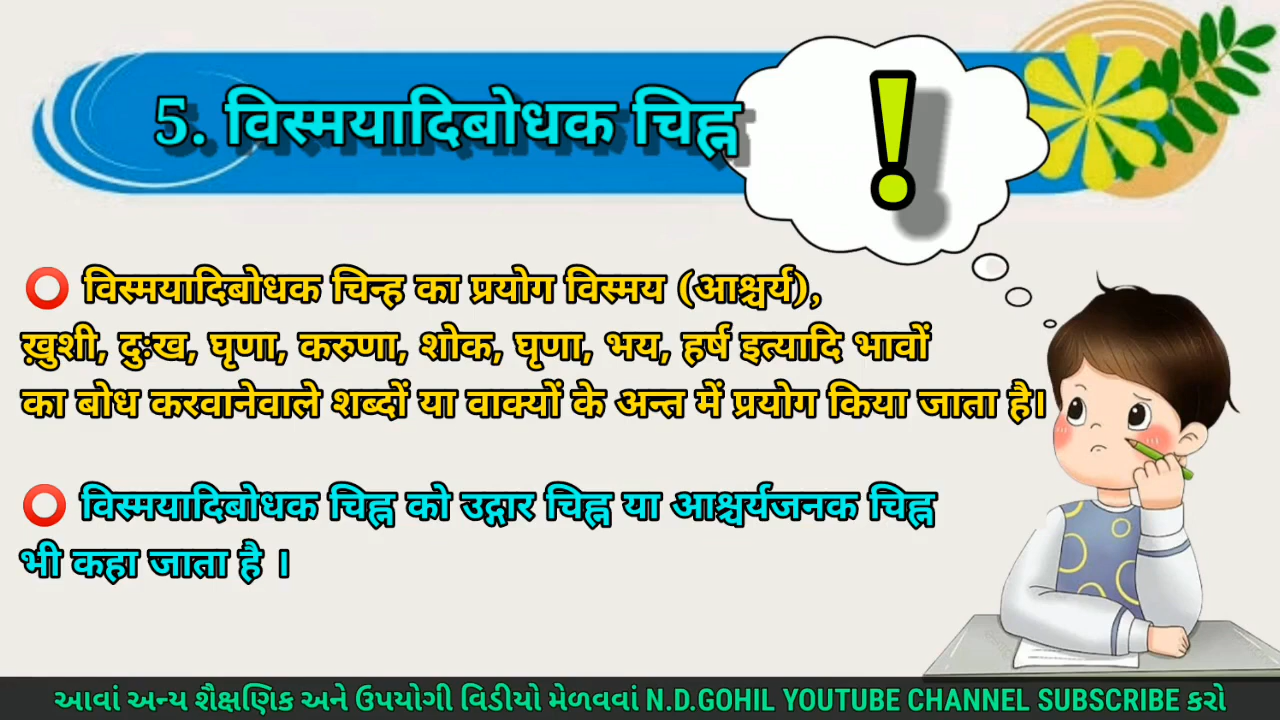 5. विस्मयादिबोधक चिह्न
!
⭕ विस्मयादिबोधक चिन्ह का प्रयोग विस्मय (आश्चर्य),
ख़ुशी, दुःख, घृणा, करुणा, शोक, घृणा, भय, हर्ष इत्यादि भावों
का बोध करवानेवाले शब्दों या वाक्यों के अन्त में प्रयोग किया जाता है।
⭕ विस्मयादिबोधक चिह्न को उद्गार चिह्न या आश्चर्यजनक चिह्न
भी कहा जाता है ।
આવાં અન્ય શૈક્ષણિક અને ઉપયોગી વિડીયો મેળવવાં N.D.GOHIL YOUTUBE CHANNEL SUBSCRIBE કરો